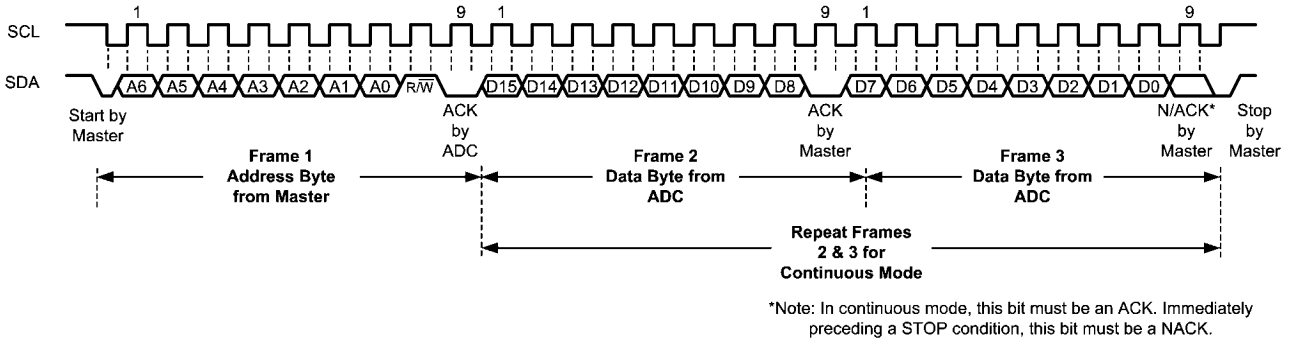 1 9 1 9 1 9
SCL
SDA
A6 A5 A4 A3 A2 A1 A0 R/W̅ D15 D14 D13 D12 D11 D10 D9 D8 D7 D6 D5 D4 D3 D2 D1 D0
Start by
Master
ACK
by
ADC
ACK
by
Master
N/ACK*
by
Master
Stop
by
Master
Frame 1
Address Byte
from Master
Frame 2
Data Byte from
ADC
Frame 3
Data Byte from
ADC
Repeat Frames
2 & 3 for
Continuous Mode
*Note: In continuous mode, this bit must be an ACK. Immediately
preceding a STOP condition, this bit must be a NACK.